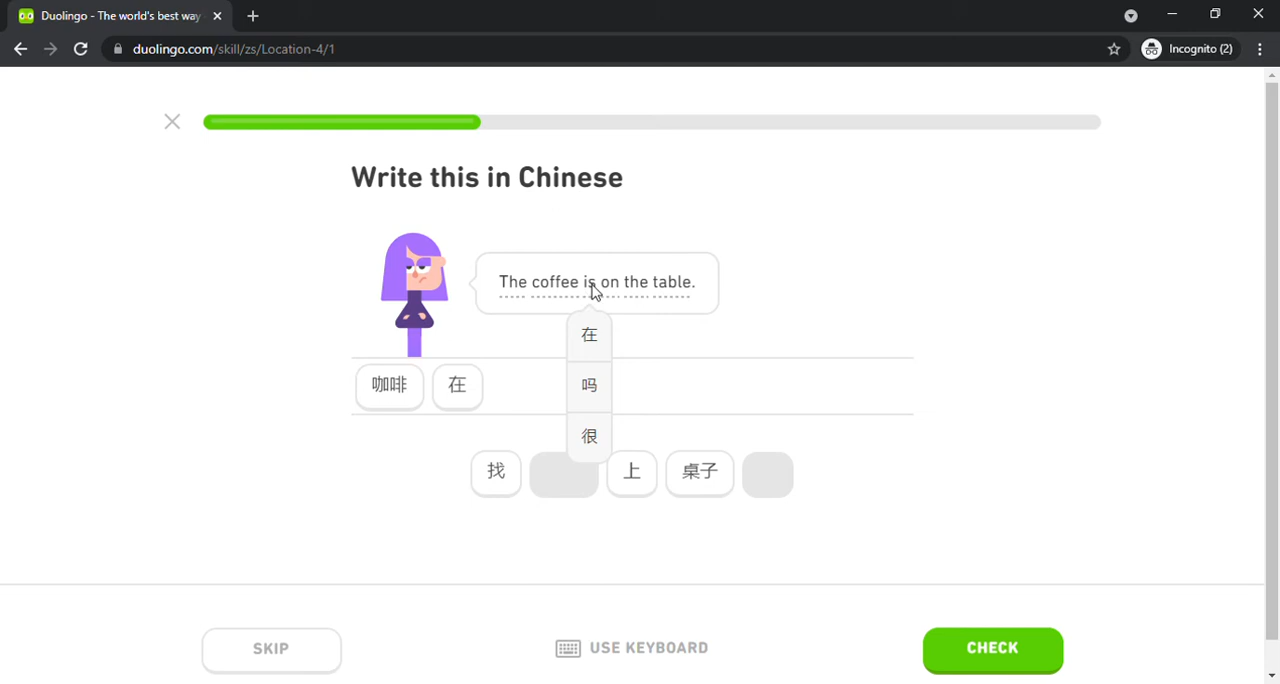 Duolingo - The world's best way
duolingo.com/skill/zs/Location-4/1
Incognito (2)
Write this in Chinese
The coffee is on the table.
在
吗
很
咖啡 在
找 上 桌子
SKIP
USE KEYBOARD
CHECK